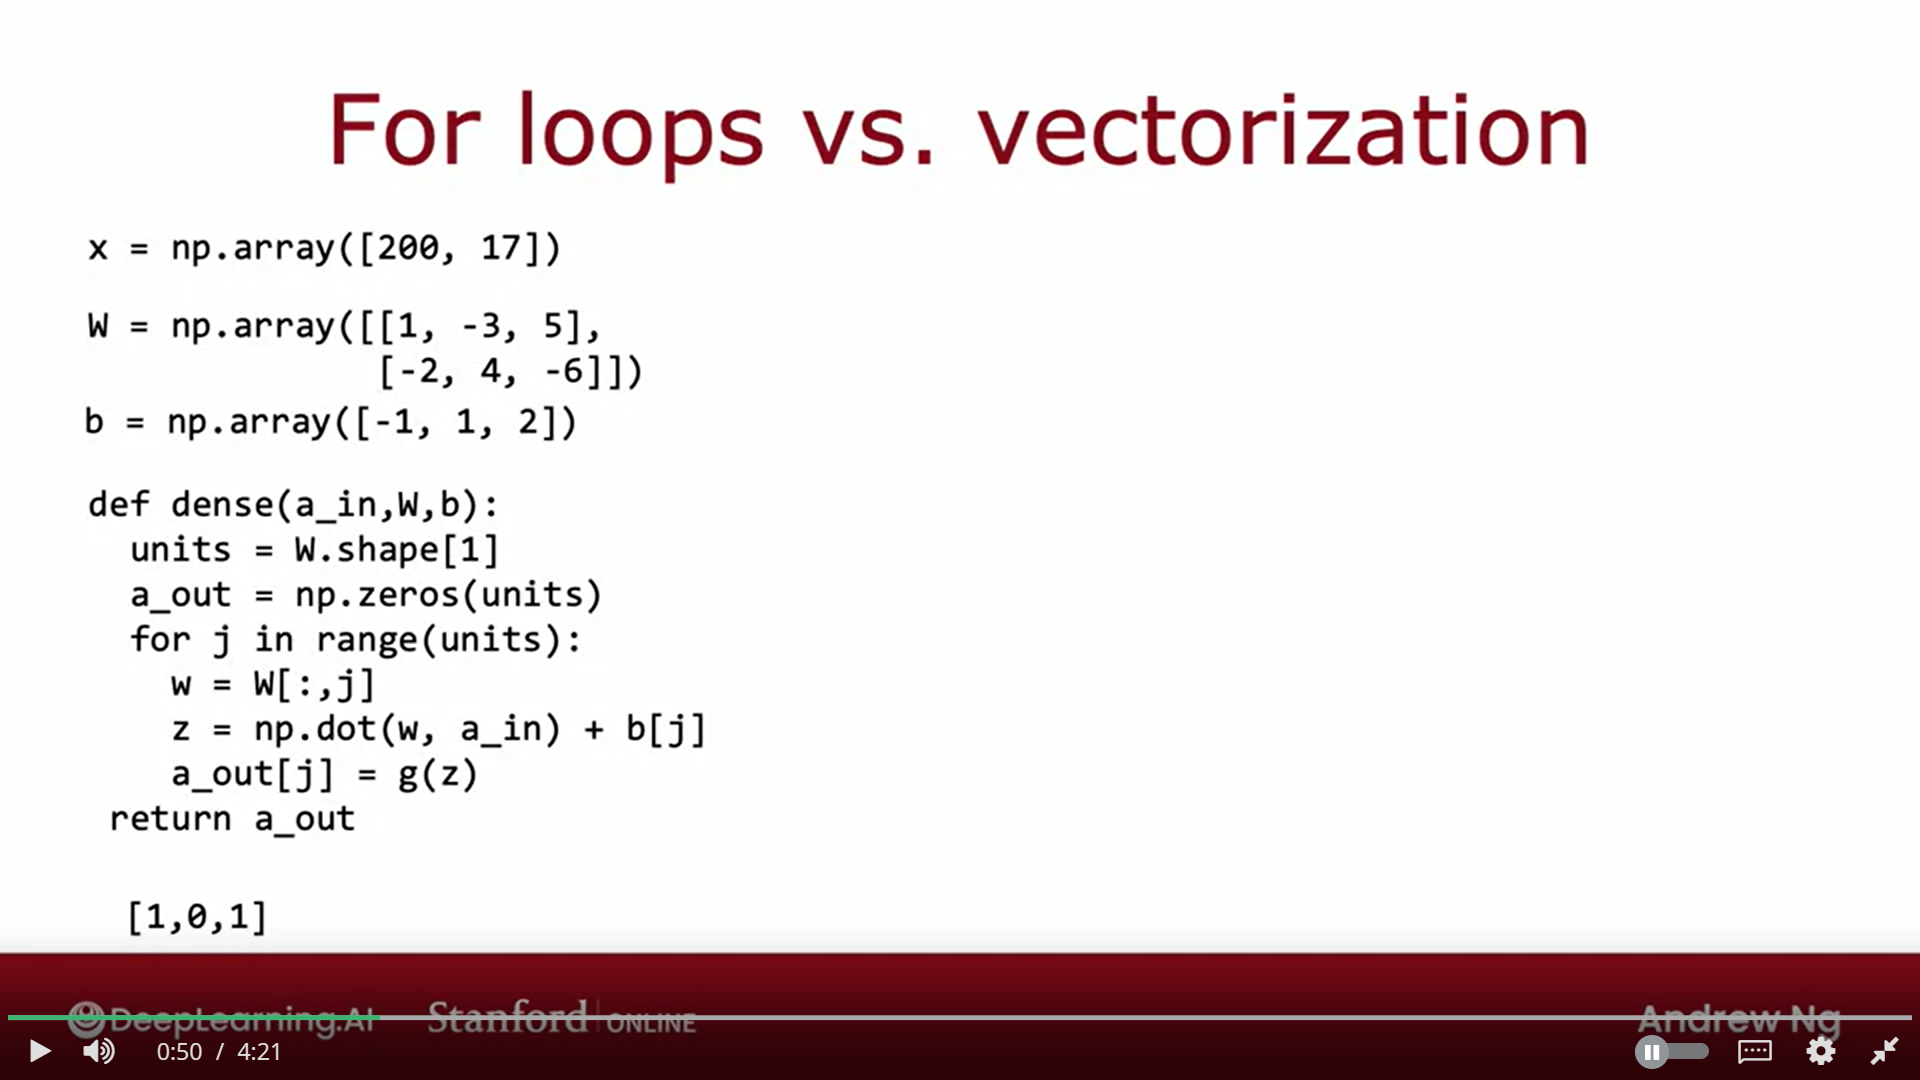 For loops vs. vectorization
x = np.array([200, 17])
W = np.array([[1, -3, 5],
[-2, 4, -6]])
b = np.array([-1, 1, 2])
def dense(a_in,W,b):
units = W.shape[1]
a_out = np.zeros(units)
for j in range(units):
w = W[:,j]
z = np.dot(w, a_in) + b[j]
a_out[j] = g(z)
return a_out
[1,0,1]
DeepLearning.AI Stanford ONLINE Andrew Ng
0:50 / 4:21